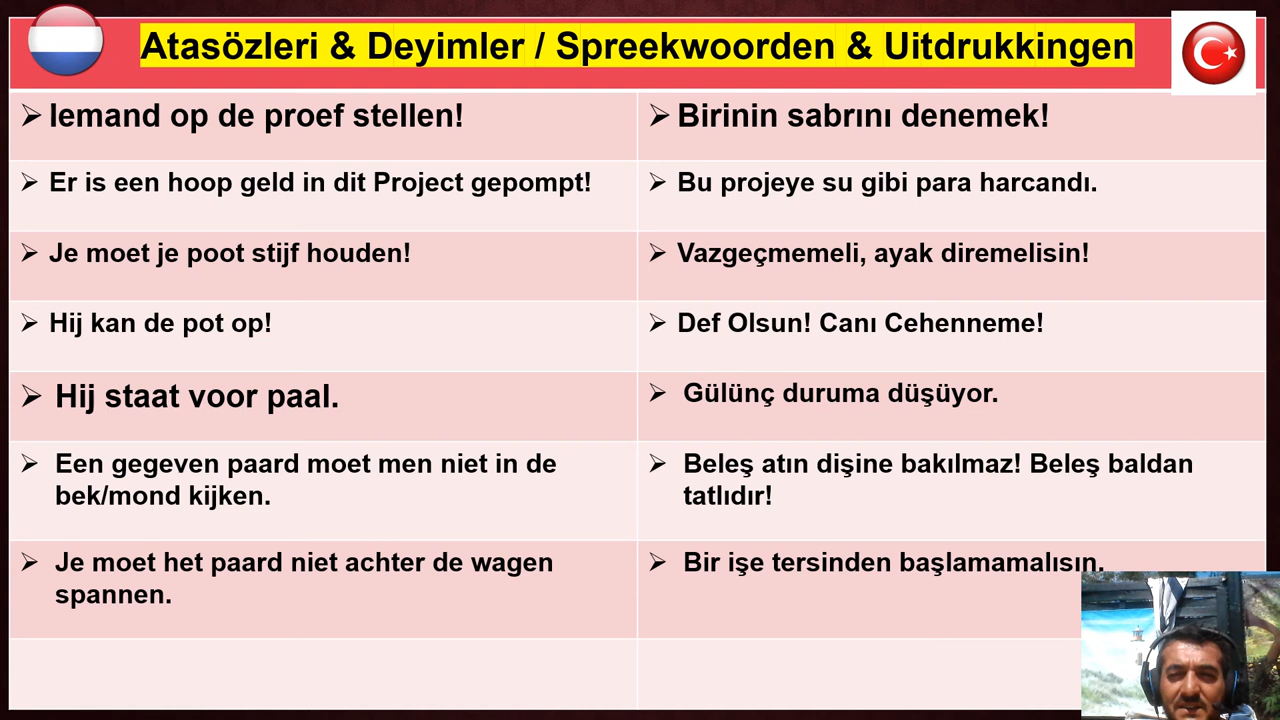 Atasözleri & Deyimler / Spreekwoorden & Uitdrukkingen
Iemand op de proef stellen!
Birinin sabrını denemek!
Er is een hoop geld in dit Project gepompt!
Bu projeye su gibi para harcandı.
Je moet je poot stijf houden!
Vazgeçmemeli, ayak diremelisin!
Hij kan de pot op!
Def Olsun! Canı Cehenneme!
Hij staat voor paal.
Gülünç duruma düşüyor.
Een gegeven paard moet men niet in de
bek/mond kijken.
Beleş atın dişine bakılmaz! Beleş baldan
tatlıdır!
Je moet het paard niet achter de wagen
spannen.
Bir işe tersinden başlamamalısın.